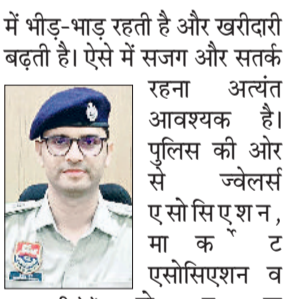 में भीड़-भाड़ रहती है और खरीदारी
बढ़ती है। ऐसे में सजग और सतर्क
रहना अत्यंत
आवश्यक है।
पुलिस की ओर
से ज्वेलर्स
एसोसिएशन,
मार्केट
एसोसिएशन व